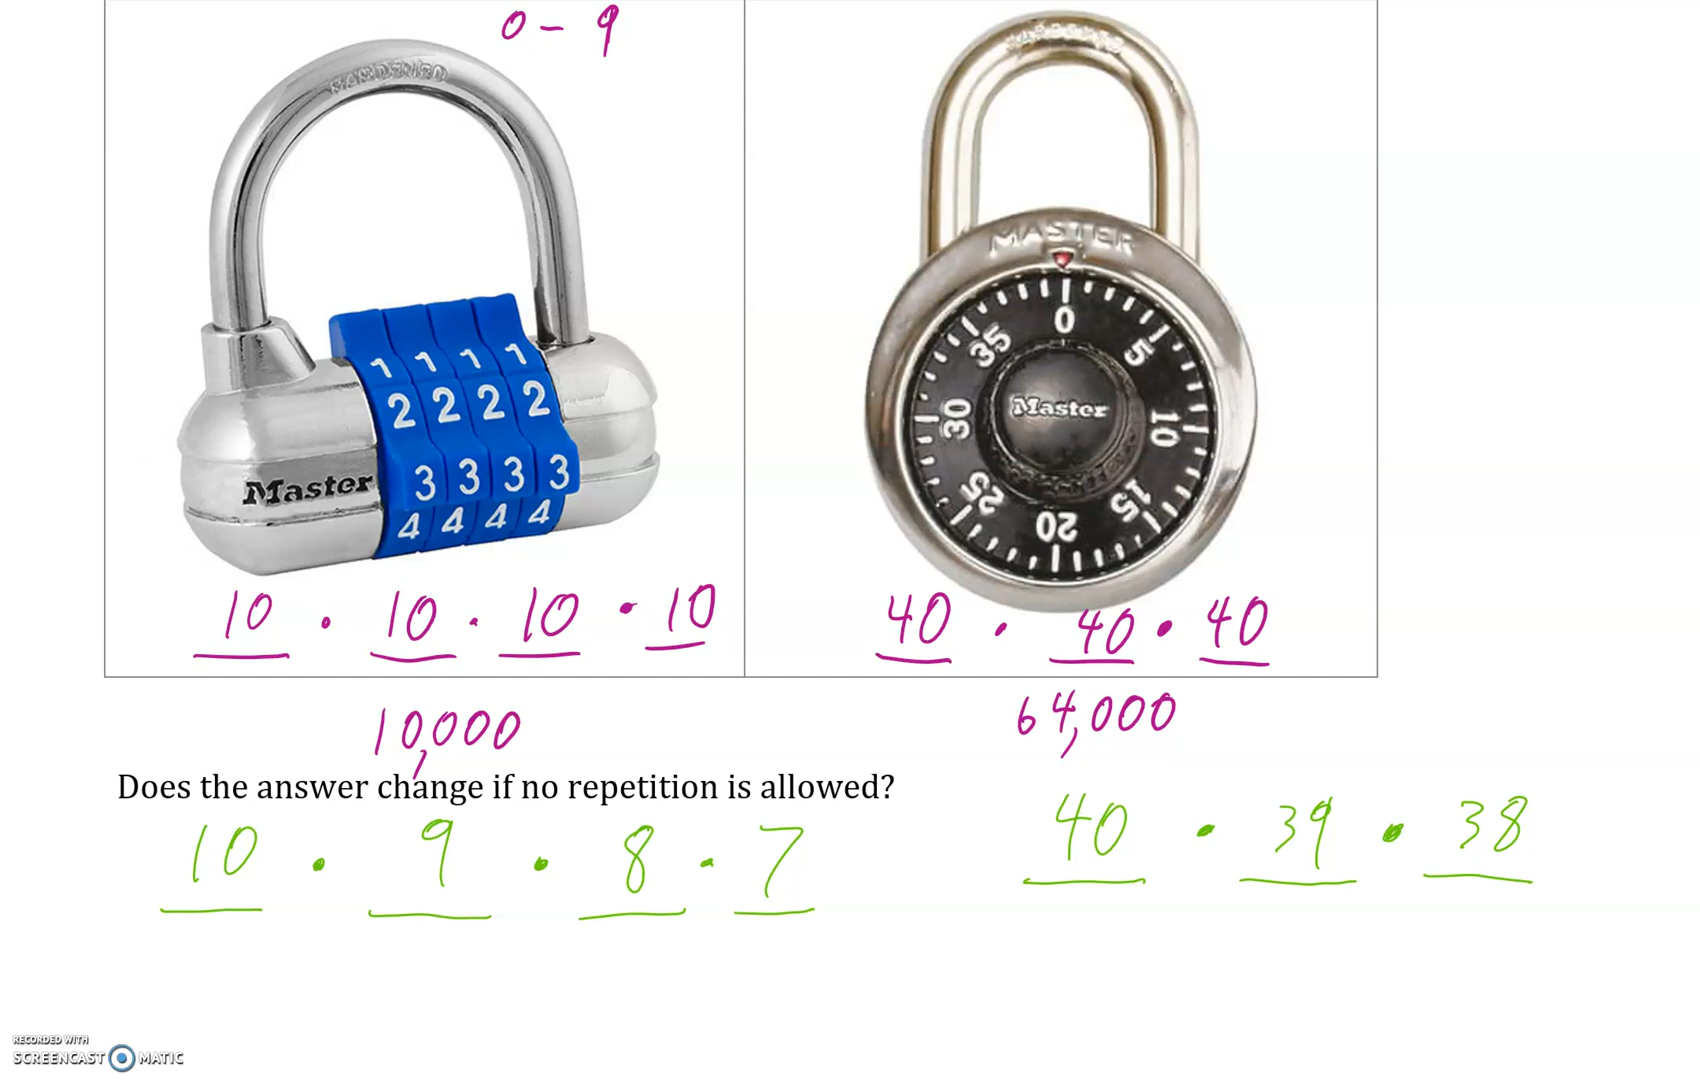 0 - 9
HARDENED
HARDENED
MASTER
0
5
10
15
20
25
30
35
Master
1 1 1 1
2 2 2 2
Master
3 3 3 3
4 4 4 4
10 · 10 · 10 · 10
40 · 40 · 40
10,000
64,000
Does the answer change if no repetition is allowed?
10 · 9 · 8 · 7
40 · 39 · 38
RECORDED WITH
SCREENCAST MATIC